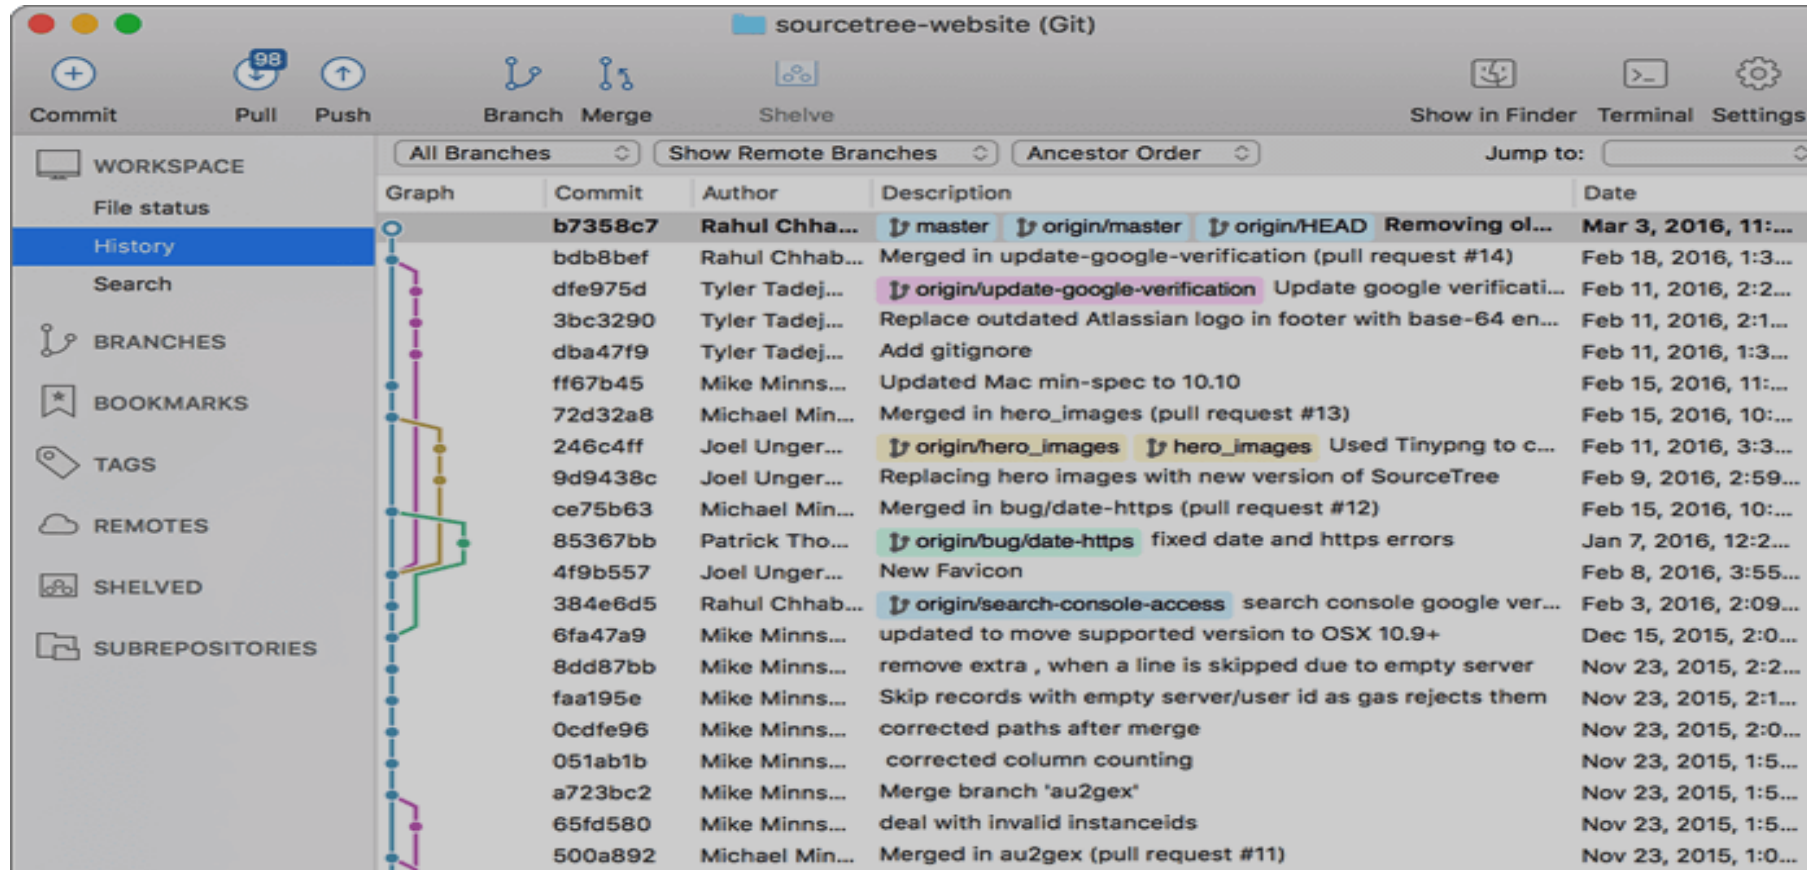 sourcetree-website (Git)
98
Commit Pull Push Branch Merge Shelve Show in Finder Terminal Settings
WORKSPACE
File status
History
Search
BRANCHES
BOOKMARKS
TAGS
REMOTES
SHELVED
SUBREPOSITORIES
All Branches Show Remote Branches Ancestor Order Jump to:
Graph Commit Author Description Date
b7358c7 Rahul Chha... master origin/master origin/HEAD Removing ol... Mar 3, 2016, 11:...
bdb8bef Rahul Chhab... Merged in update-google-verification (pull request #14) Feb 18, 2016, 1:3...
dfe975d Tyler Tadej... origin/update-google-verification Update google verificati... Feb 11, 2016, 2:2...
3bc3290 Tyler Tadej... Replace outdated Atlassian logo in footer with base-64 en... Feb 11, 2016, 2:1...
dba47f9 Tyler Tadej... Add gitignore Feb 11, 2016, 1:3...
ff67b45 Mike Minns... Updated Mac min-spec to 10.10 Feb 15, 2016, 11:...
72d32a8 Michael Min... Merged in hero_images (pull request #13) Feb 15, 2016, 10:...
246c4ff Joel Unger... origin/hero_images hero_images Used Tinypng to c... Feb 11, 2016, 3:3...
9d9438c Joel Unger... Replacing hero images with new version of SourceTree Feb 9, 2016, 2:59...
ce75b63 Michael Min... Merged in bug/date-https (pull request #12) Feb 15, 2016, 10:...
85367bb Patrick Tho... origin/bug/date-https fixed date and https errors Jan 7, 2016, 12:2...
4f9b557 Joel Unger... New Favicon Feb 8, 2016, 3:55...
384e6d5 Rahul Chhab... origin/search-console-access search console google ver... Feb 3, 2016, 2:09...
6fa47a9 Mike Minns... updated to move supported version to OSX 10.9+ Dec 15, 2015, 2:0...
8dd87bb Mike Minns... remove extra , when a line is skipped due to empty server Nov 23, 2015, 2:2...
faa195e Mike Minns... Skip records with empty server/user id as gas rejects them Nov 23, 2015, 2:1...
0cdfe96 Mike Minns... corrected paths after merge Nov 23, 2015, 2:0...
051ab1b Mike Minns... corrected column counting Nov 23, 2015, 1:5...
a723bc2 Mike Minns... Merge branch 'au2gex' Nov 23, 2015, 1:5...
65fd580 Mike Minns... deal with invalid instanceids Nov 23, 2015, 1:5...
500a892 Michael Min... Merged in au2gex (pull request #11) Nov 23, 2015, 1:0...